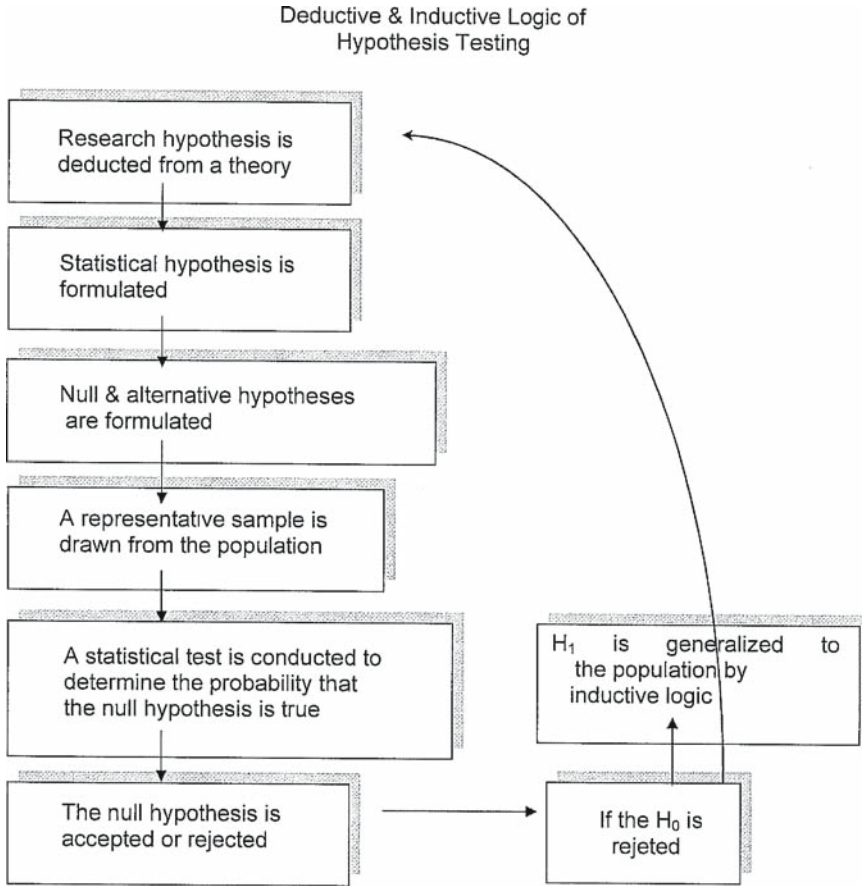 Deductive & Inductive Logic of
Hypothesis Testing
Research hypothesis is
deducted from a theory
Statistical hypothesis is
formulated
Null & alternative hypotheses
are formulated
A representative sample is
drawn from the population
A statistical test is conducted to
determine the probability that
the null hypothesis is true
The null hypothesis is
accepted or rejected
If the H₀ is
rejeted
H₁ is generalized to
the population by
inductive logic